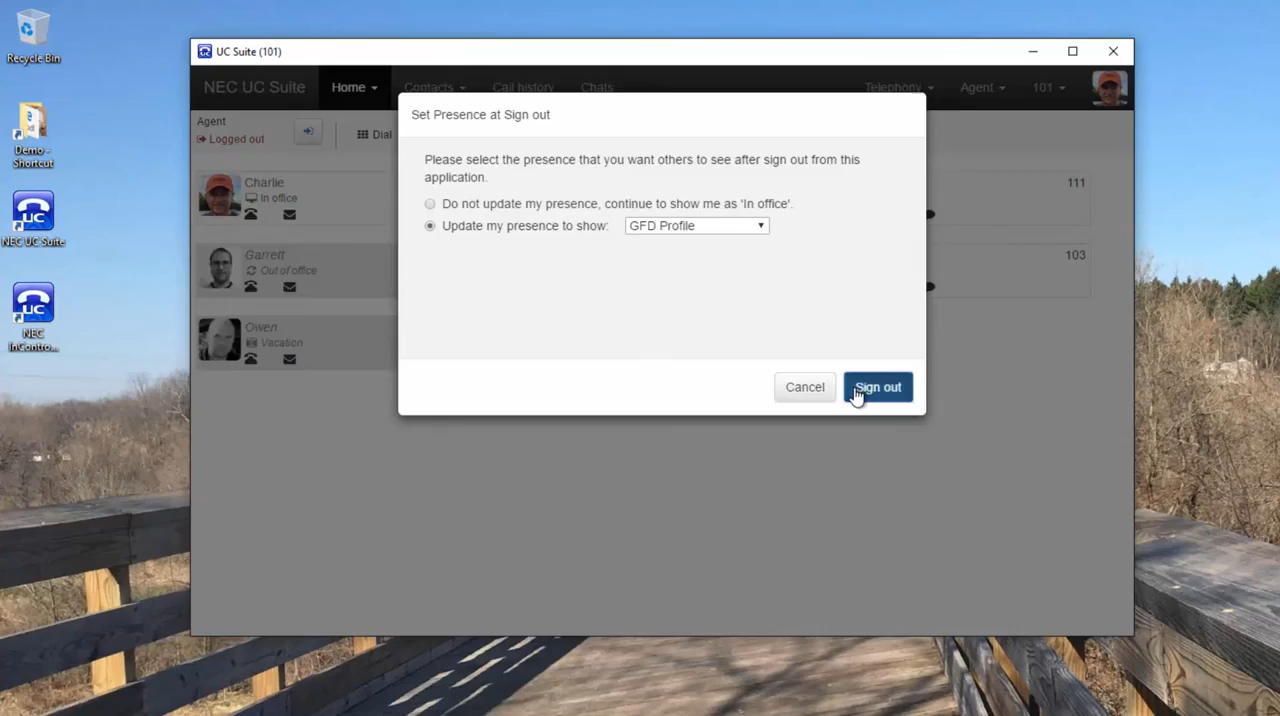 Recycle Bin
Demo -
Shortcut
NEC UC Suite
NEC
InContro...
UC Suite (101)
NEC UC Suite
Home
Contacts
Call history
Chats
Telephony
Agent
101
Agent
Logged out
Dial
Set Presence at Sign out
Please select the presence that you want others to see after sign out from this
application.
Do not update my presence, continue to show me as 'In office'.
Update my presence to show: GFD Profile
Cancel
Sign out
Charlie
In office
111
Garrett
Out of office
103
Owen
Vacation
UC
UC
UC